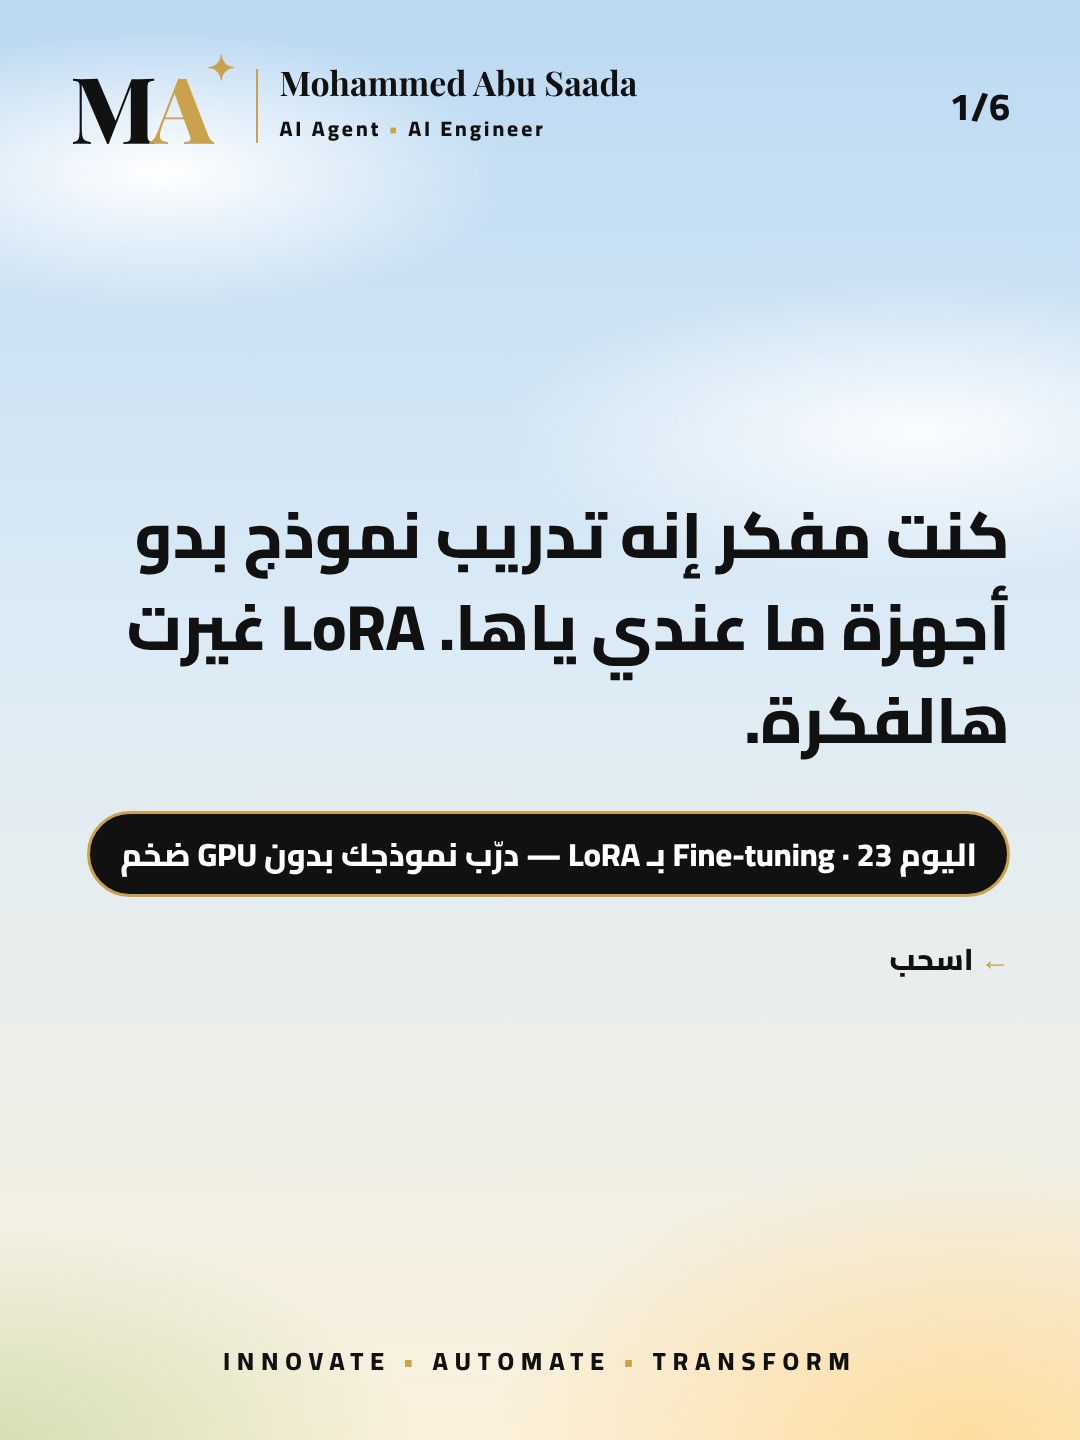 MA
Mohammed Abu Saada
AI Agent ▪ AI Engineer
1/6
كنت مفكر إنه تدريب نموذج بدو
أجهزة ما عندي ياها. LoRA غيرت
هالفكرة.
اليوم 23 · Fine-tuning بـ LoRA — درّب نموذجك بدون GPU ضخم
← اسحب
INNOVATE ▪ AUTOMATE ▪ TRANSFORM